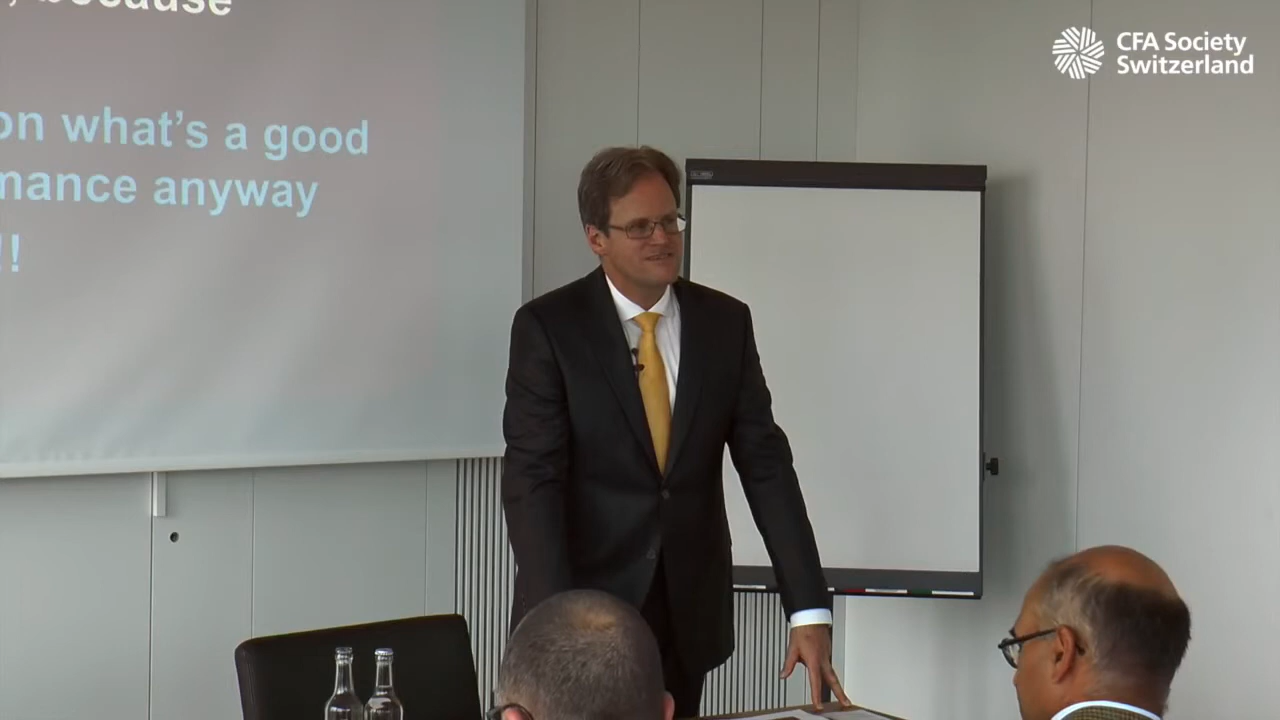 because
on what's a good
mance anyway
!!
CFA Society
Switzerland